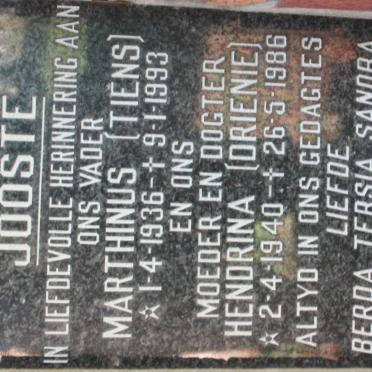 JOOSTE
IN LIEFDEVOLLE HERINNERING AAN
ONS VADER
MARTHINUS (TIENS)
☆ 1-4-1936-✝ 9-1-1993
EN ONS
MOEDER EN DOGTER
HENDRINA (DRIENIE)
☆ 2-4-1940-✝ 26-5-1986
ALTYD IN ONS GEDAGTES
LIEFDE
BERDA TERSIA SANDRA